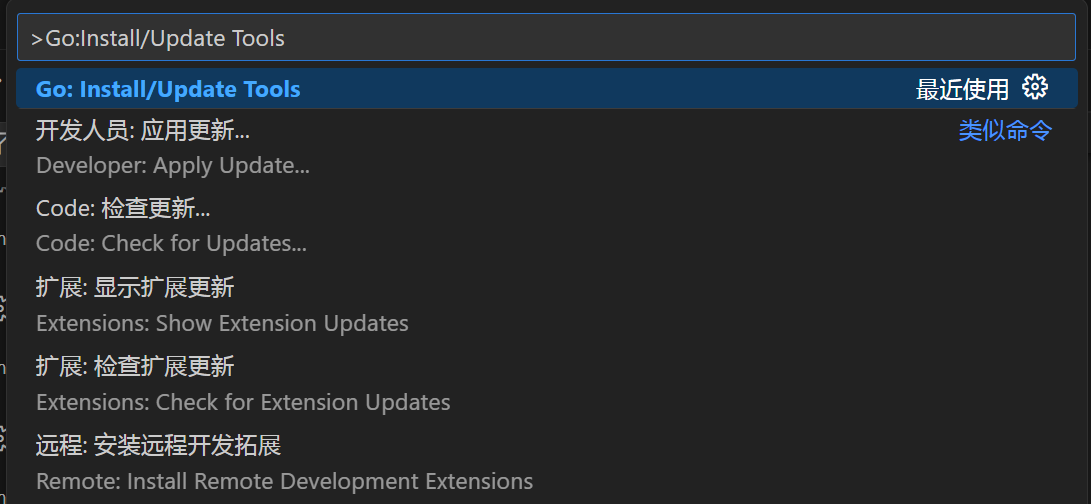 >Go:Install/Update Tools
Go: Install/Update Tools 最近使用
开发人员: 应用更新... 类似命令
Developer: Apply Update...
Code: 检查更新...
Code: Check for Updates...
扩展: 显示扩展更新
Extensions: Show Extension Updates
扩展: 检查扩展更新
Extensions: Check for Extension Updates
远程: 安装远程开发拓展
Remote: Install Remote Development Extensions